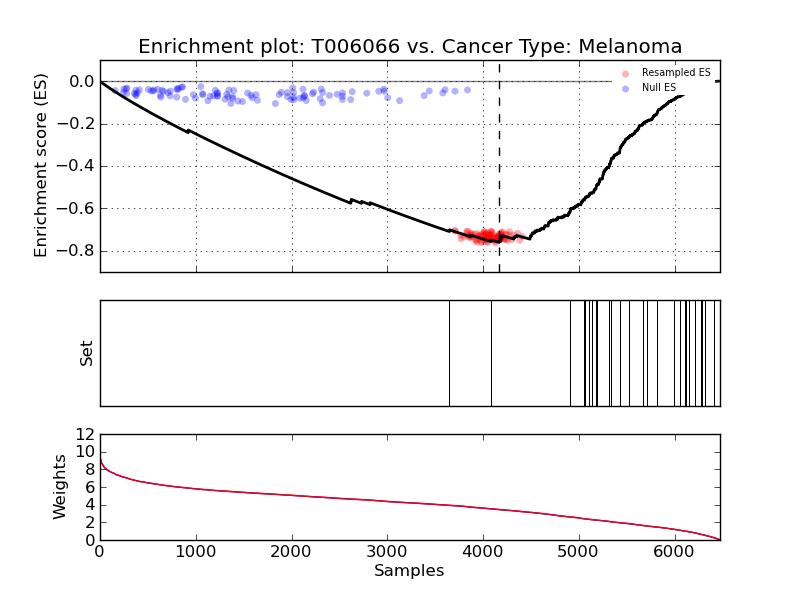 Enrichment plot: T006066 vs. Cancer Type: Melanoma
Enrichment score (ES)
0.0
−0.2
−0.4
−0.6
−0.8
Resampled ES
Null ES
Set
Weights
12
10
8
6
4
2
0
0 1000 2000 3000 4000 5000 6000
Samples